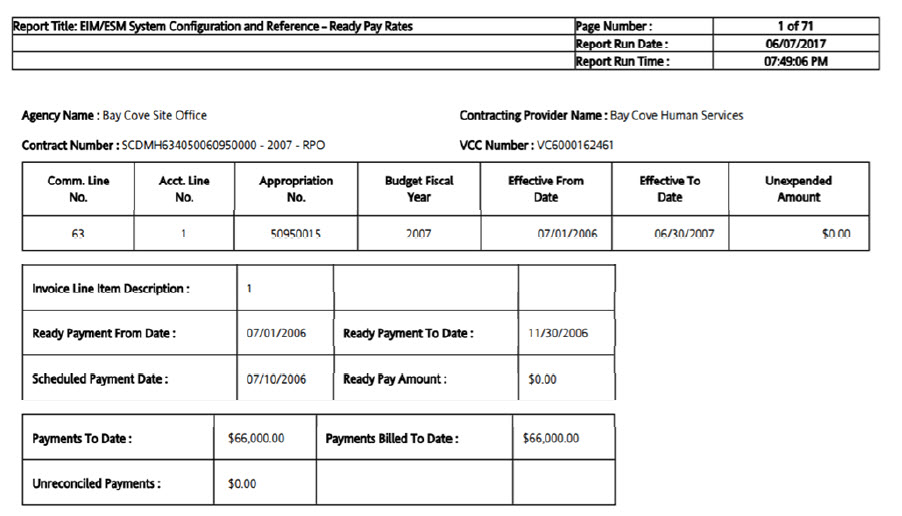 Report Title: EIM/ESM System Configuration and Reference – Ready Pay Rates Page Number : 1 of 71
Report Run Date : 06/07/2017
Report Run Time : 07:49:06 PM
Agency Name : Bay Cove Site Office Contracting Provider Name : Bay Cove Human Services
Contract Number : SCDMH634050060950000 - 2007 - RPO VCC Number : VC6000162461
Comm. Line No. Acct. Line No. Appropriation No. Budget Fiscal Year Effective From Date Effective To Date Unexpended Amount
63 1 50950015 2007 07/01/2006 06/30/2007 $0.00
Invoice Line Item Description : 1
Ready Payment From Date : 07/01/2006 Ready Payment To Date : 11/30/2006
Scheduled Payment Date : 07/10/2006 Ready Pay Amount : $0.00
Payments To Date : $66,000.00 Payments Billed To Date : $66,000.00
Unreconciled Payments : $0.00